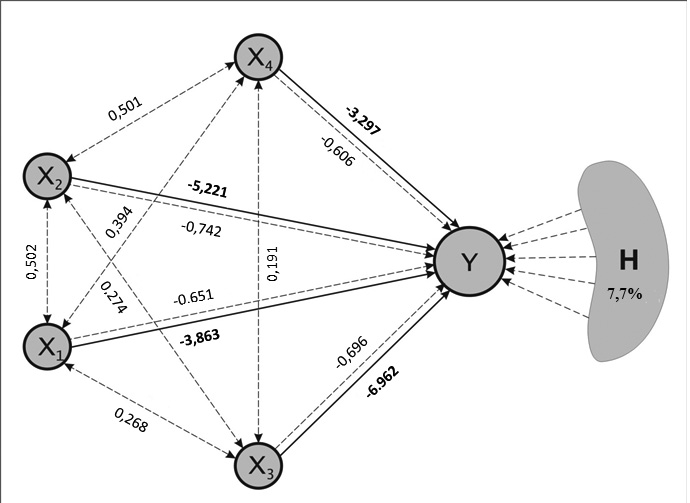 X4
-3,297
0,501
-0,606
X2
-5,221
0,394
-0,742
0,502
0,191
Y
H
7,7%
0,274
-0.651
X1
-3,863
-0,696
-6.962
0,268
X3